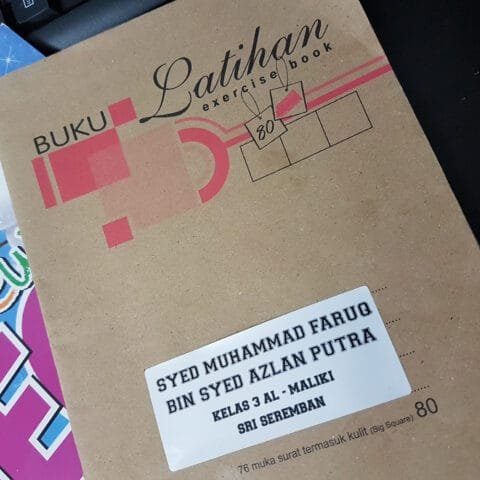 BUKU Latihan
exercise book
80
SYED MUHAMMAD FARUQ
BIN SYED AZLAN PUTRA
KELAS 3 AL - MALIKI
SRI SEREMBAN
76 muka surat termasuk kulit (Big Square) 80